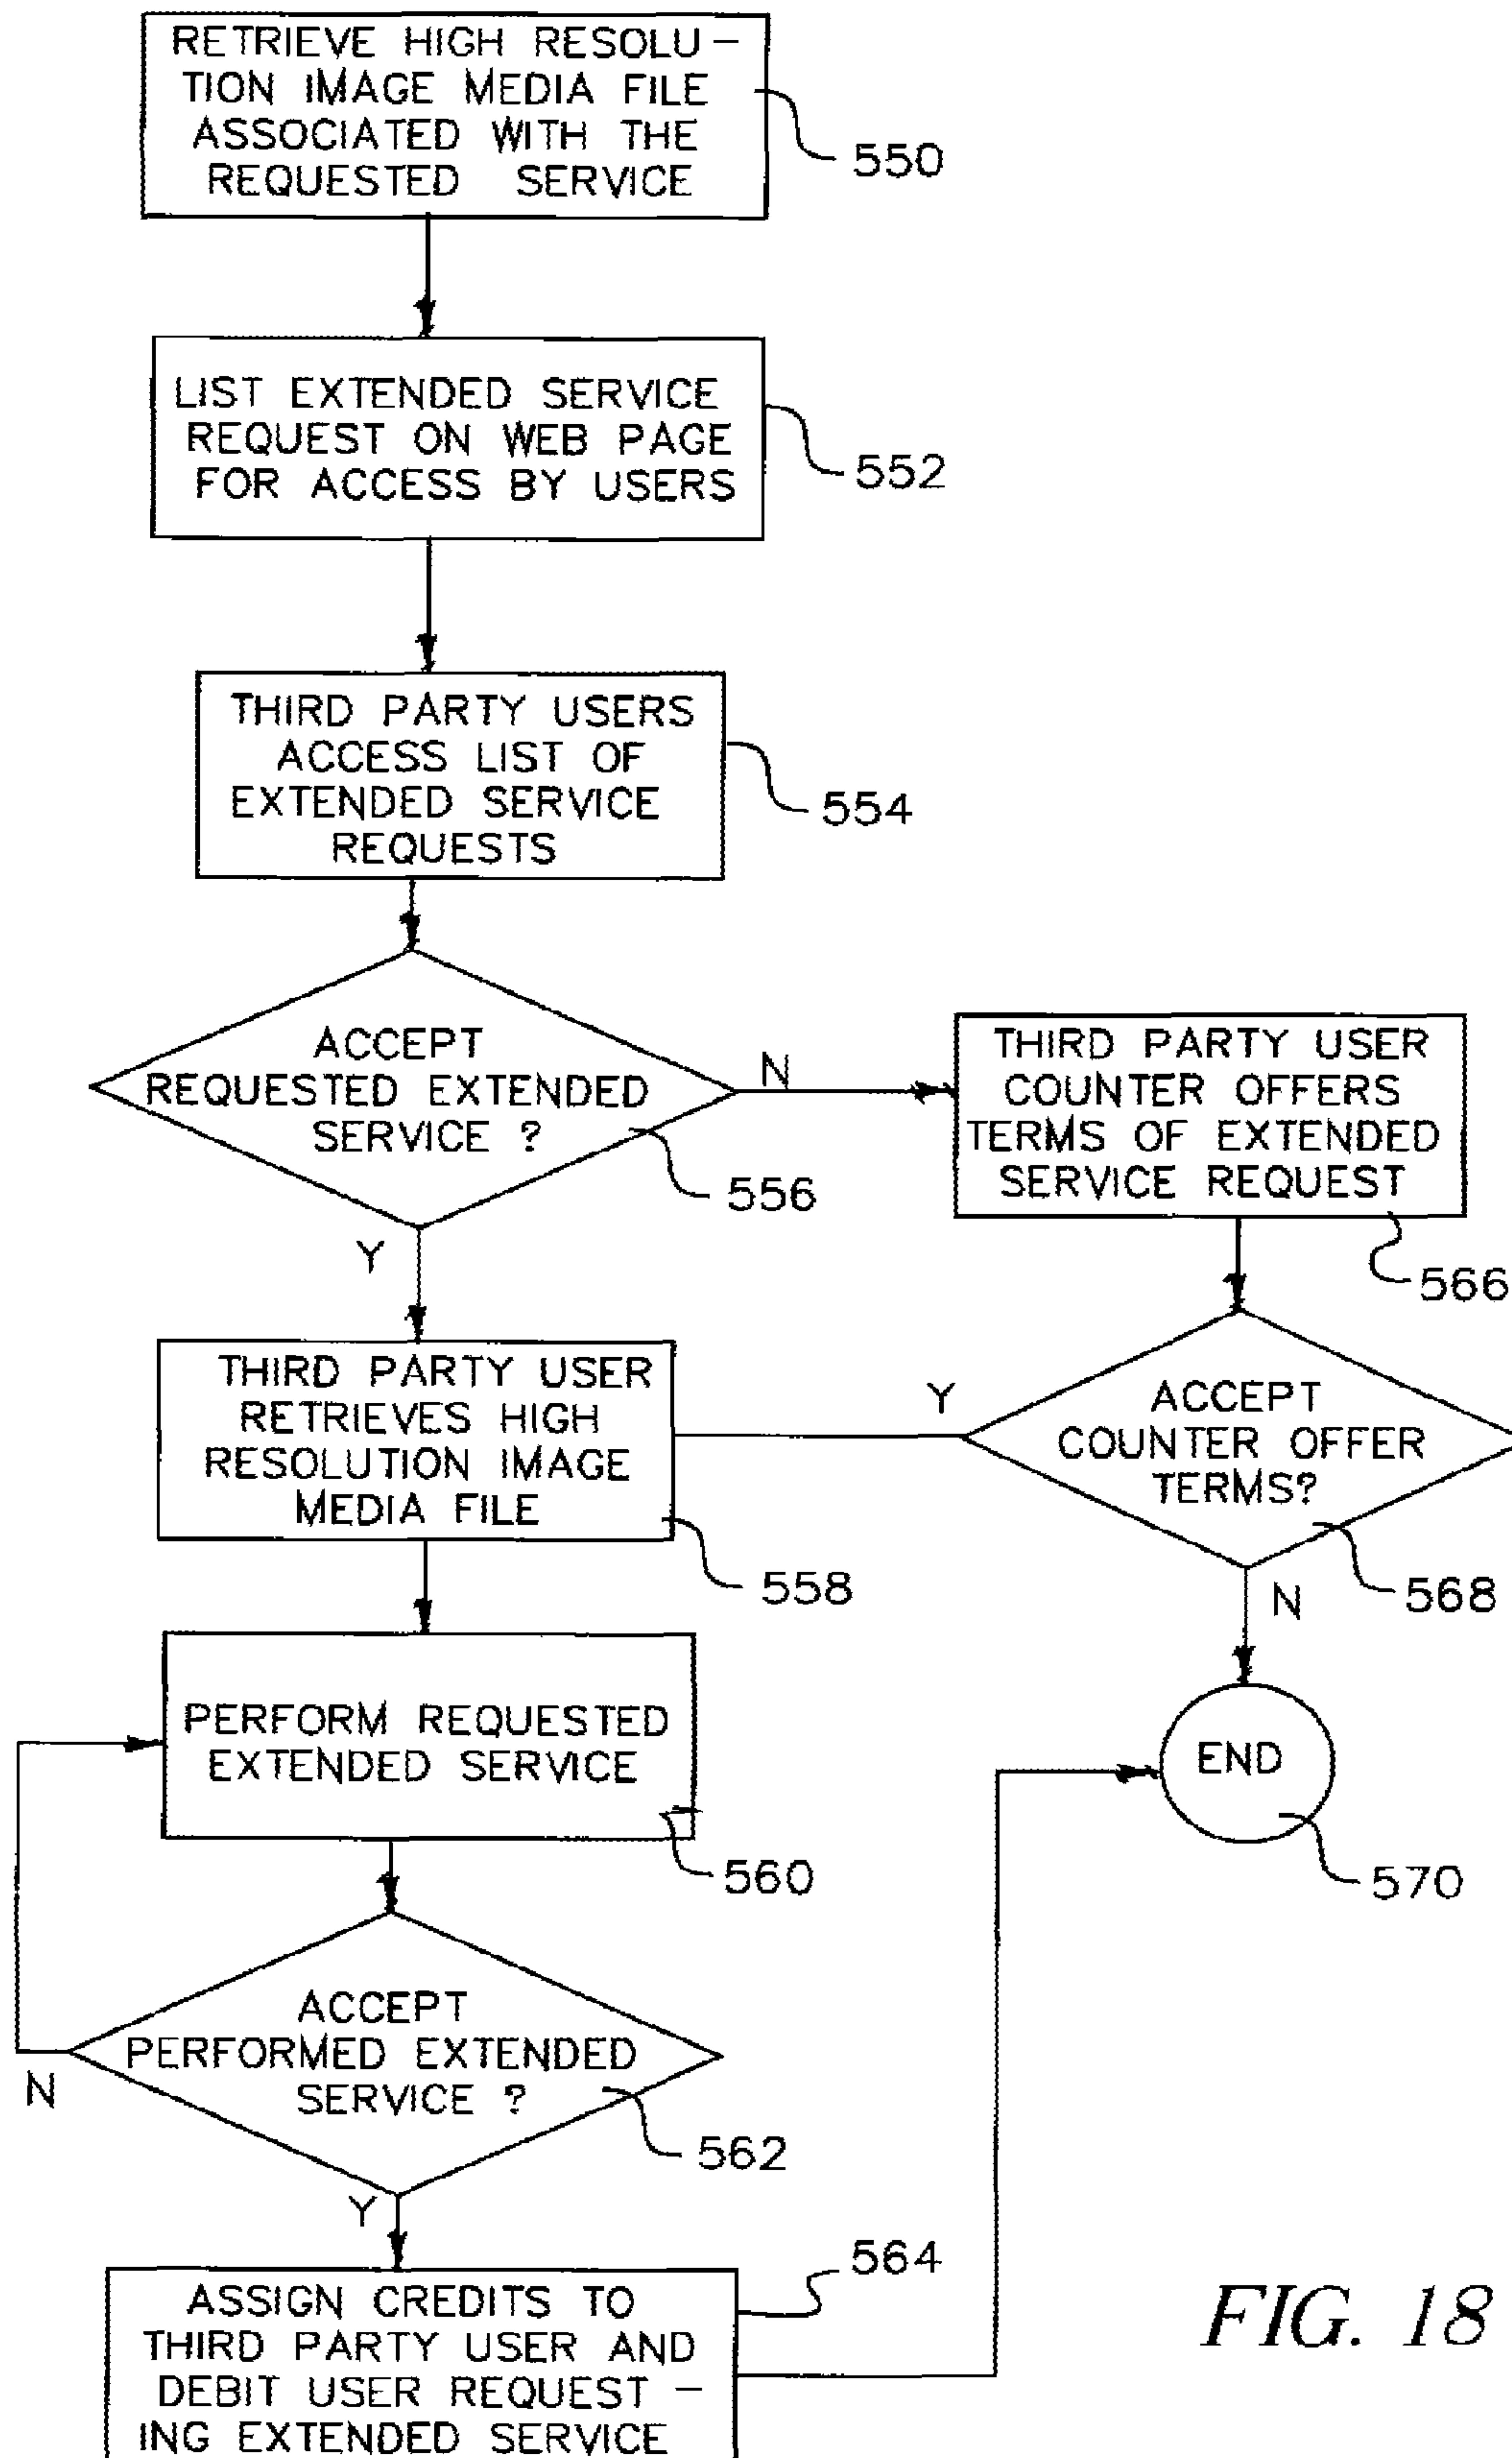 RETRIEVE HIGH RESOLU-
TION IMAGE MEDIA FILE
ASSOCIATED WITH THE
REQUESTED SERVICE
550
LIST EXTENDED SERVICE
REQUEST ON WEB PAGE
FOR ACCESS BY USERS
552
THIRD PARTY USERS
ACCESS LIST OF
EXTENDED SERVICE
REQUESTS
554
ACCEPT
REQUESTED EXTENDED
SERVICE ?
556
N
Y
THIRD PARTY USER
COUNTER OFFERS
TERMS OF EXTENDED
SERVICE REQUEST
566
THIRD PARTY USER
RETRIEVES HIGH
RESOLUTION IMAGE
MEDIA FILE
558
Y
ACCEPT
COUNTER OFFER
TERMS?
568
N
PERFORM REQUESTED
EXTENDED SERVICE
560
END
570
ACCEPT
PERFORMED EXTENDED
SERVICE ?
562
N
Y
ASSIGN CREDITS TO
THIRD PARTY USER AND
DEBIT USER REQUEST -
ING EXTENDED SERVICE
564
FIG. 18